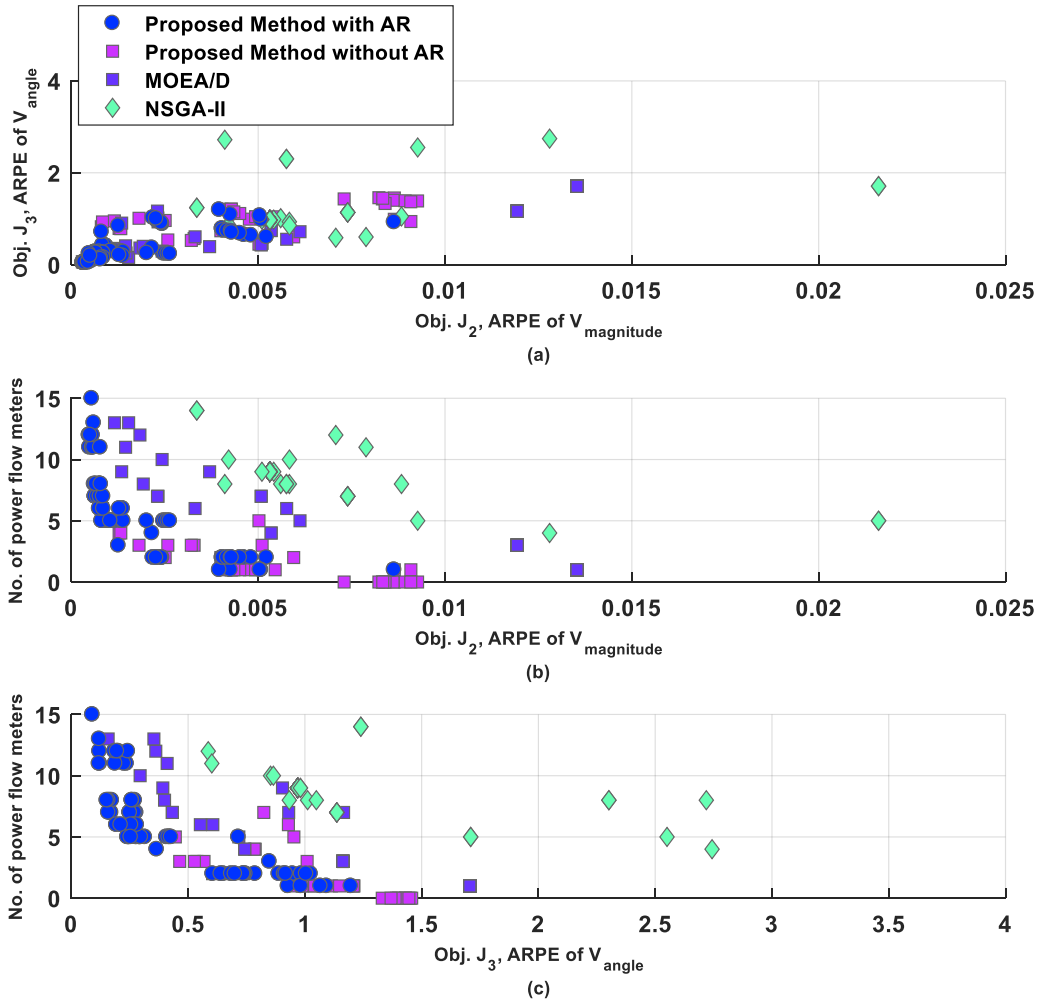 Proposed Method with AR
Proposed Method without AR
MOEA/D
NSGA-II
Obj. J3, ARPE of Vangle
4
2
0
0 0.005 0.01 0.015 0.02 0.025
Obj. J2, ARPE of Vmagnitude
(a)
No. of power flow meters
15
10
5
0
0 0.005 0.01 0.015 0.02 0.025
Obj. J2, ARPE of Vmagnitude
(b)
No. of power flow meters
15
10
5
0
0 0.5 1 1.5 2 2.5 3 3.5 4
Obj. J3, ARPE of Vangle
(c)